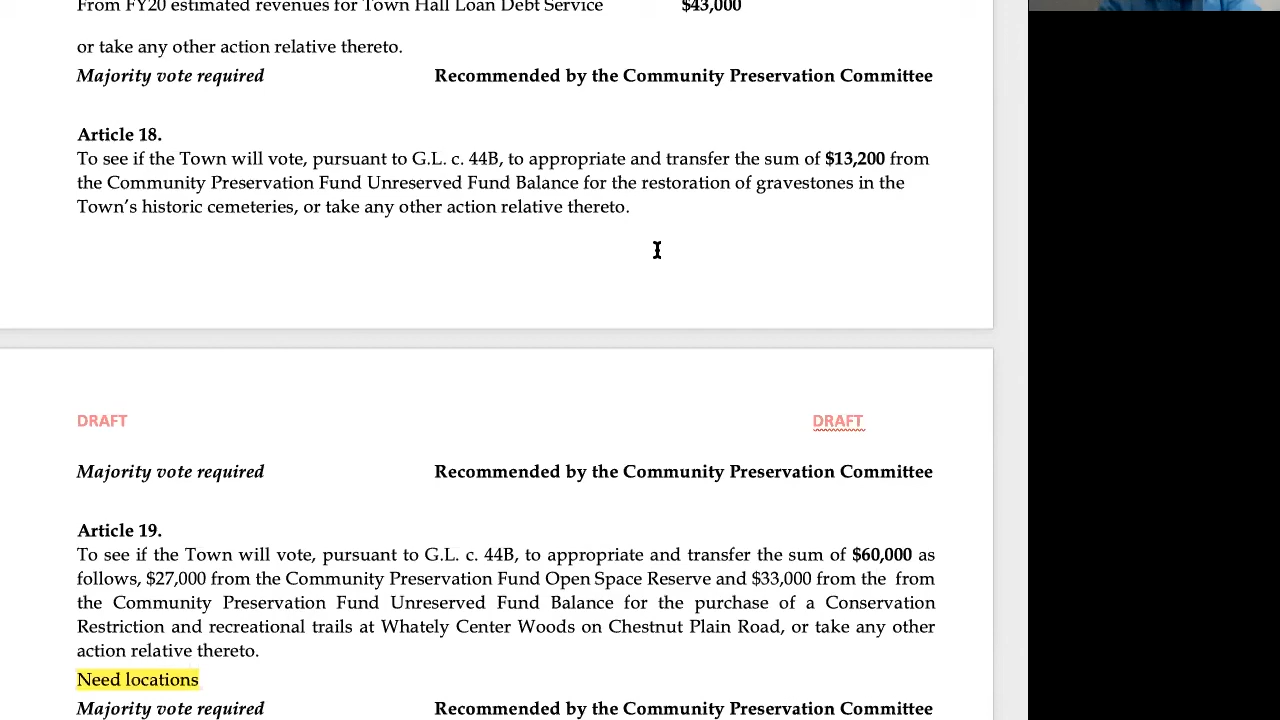 From FY20 estimated revenues for Town Hall Loan Debt Service $43,000
or take any other action relative thereto.
Majority vote required Recommended by the Community Preservation Committee
Article 18.
To see if the Town will vote, pursuant to G.L. c. 44B, to appropriate and transfer the sum of $13,200 from
the Community Preservation Fund Unreserved Fund Balance for the restoration of gravestones in the
Town’s historic cemeteries, or take any other action relative thereto.
DRAFT DRAFT
Majority vote required Recommended by the Community Preservation Committee
Article 19.
To see if the Town will vote, pursuant to G.L. c. 44B, to appropriate and transfer the sum of $60,000 as
follows, $27,000 from the Community Preservation Fund Open Space Reserve and $33,000 from the from
the Community Preservation Fund Unreserved Fund Balance for the purchase of a Conservation
Restriction and recreational trails at Whately Center Woods on Chestnut Plain Road, or take any other
action relative thereto.
Need locations
Majority vote required Recommended by the Community Preservation Committee